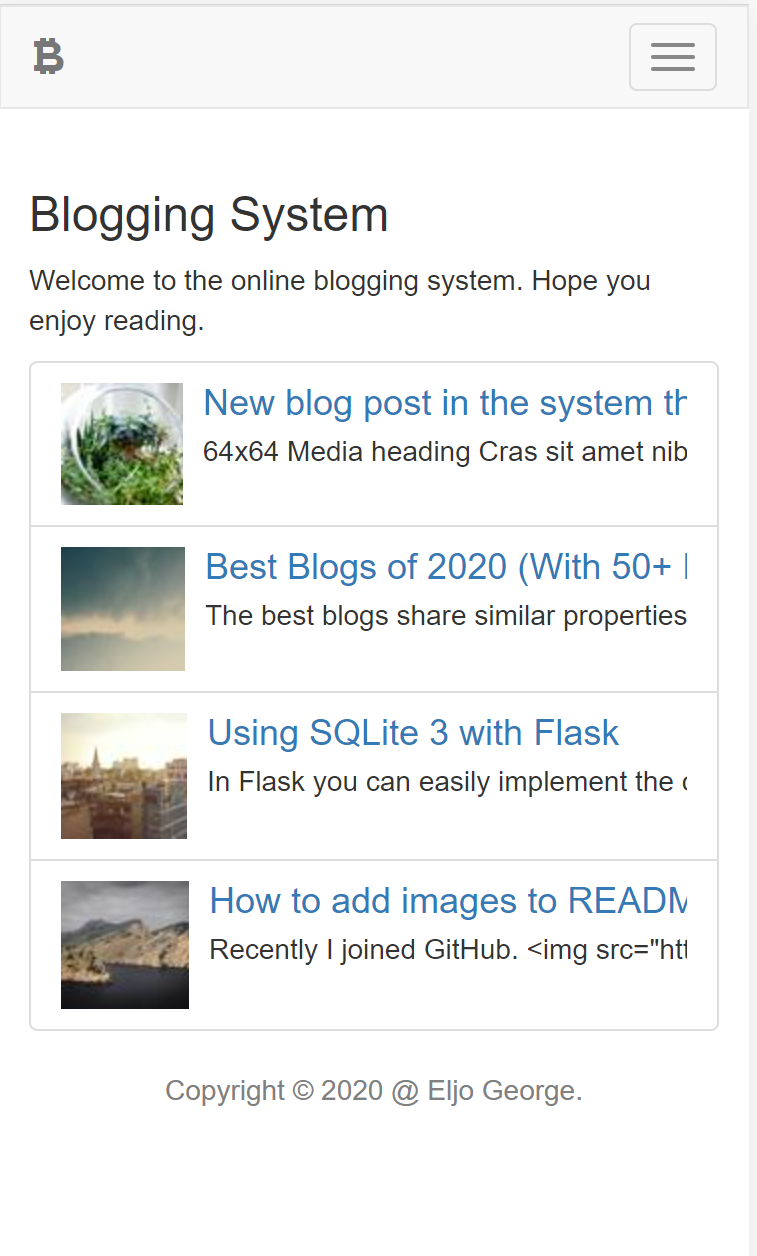 Blogging System
Welcome to the online blogging system. Hope you
enjoy reading.
New blog post in the system
64x64 Media heading Cras sit amet nib
Best Blogs of 2020 (With 50+
The best blogs share similar properties
Using SQLite 3 with Flask
In Flask you can easily implement the
How to add images to READM
Recently I joined GitHub. <img src="htt
Copyright © 2020 @ Eljo George.